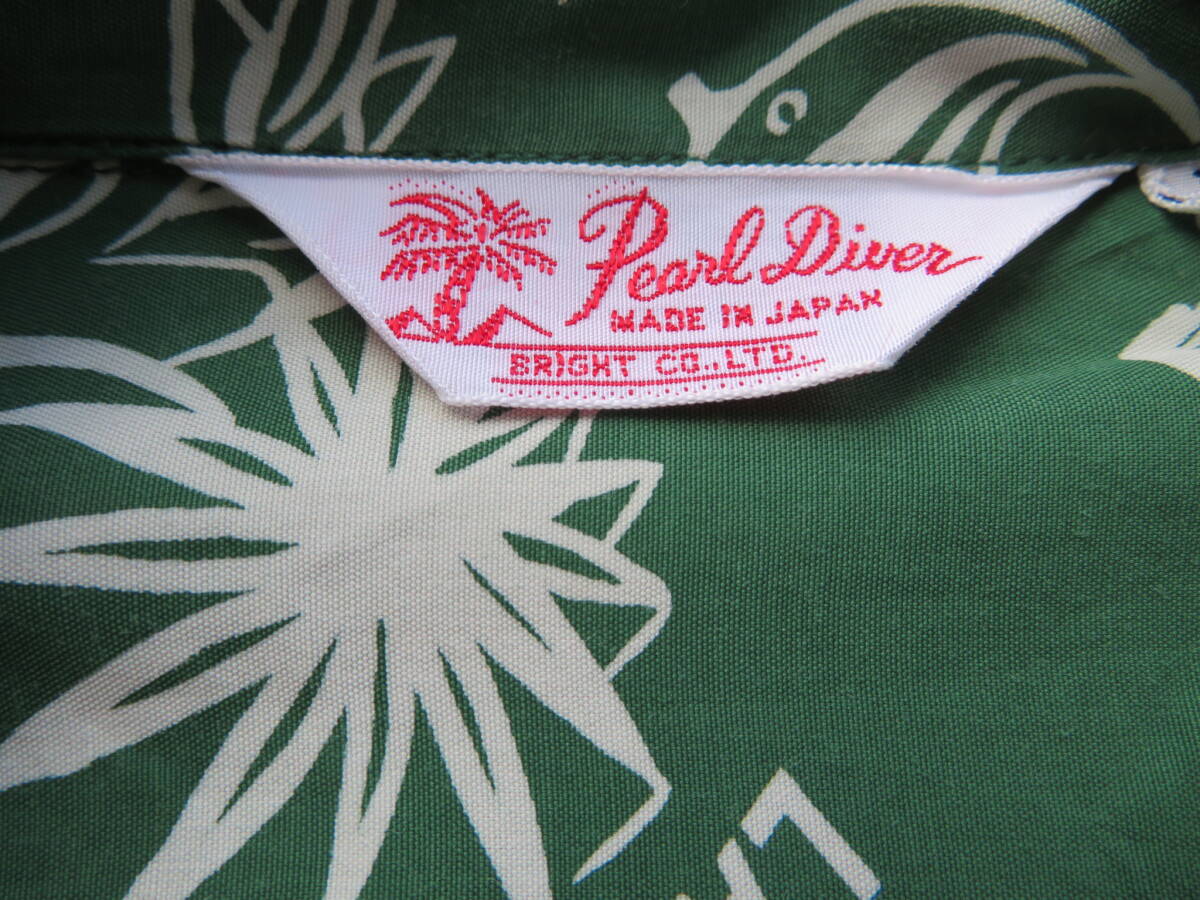 Pearl Diver
MADE IN JAPAN
BRIGHT CO., LTD.